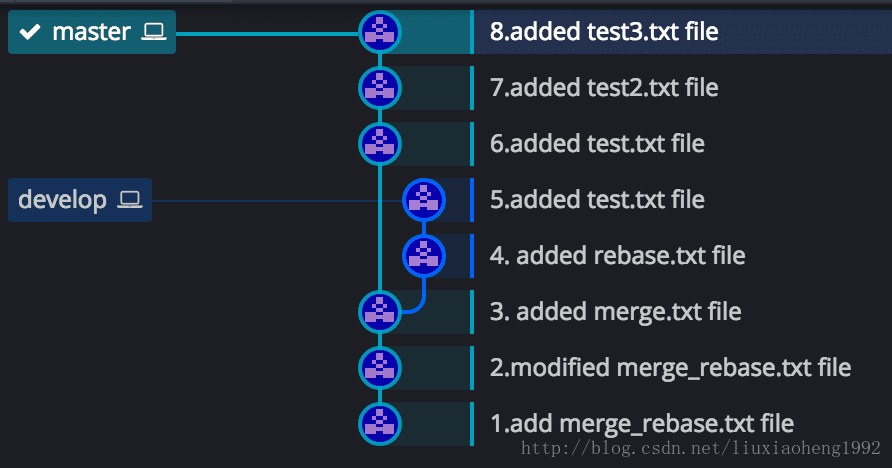 master 8.added test3.txt file
7.added test2.txt file
6.added test.txt file
develop 5.added test.txt file
4. added rebase.txt file
3. added merge.txt file
2.modified merge_rebase.txt file
1.add merge_rebase.txt file
http://blog.csdn.net/liuxiaoheng1992